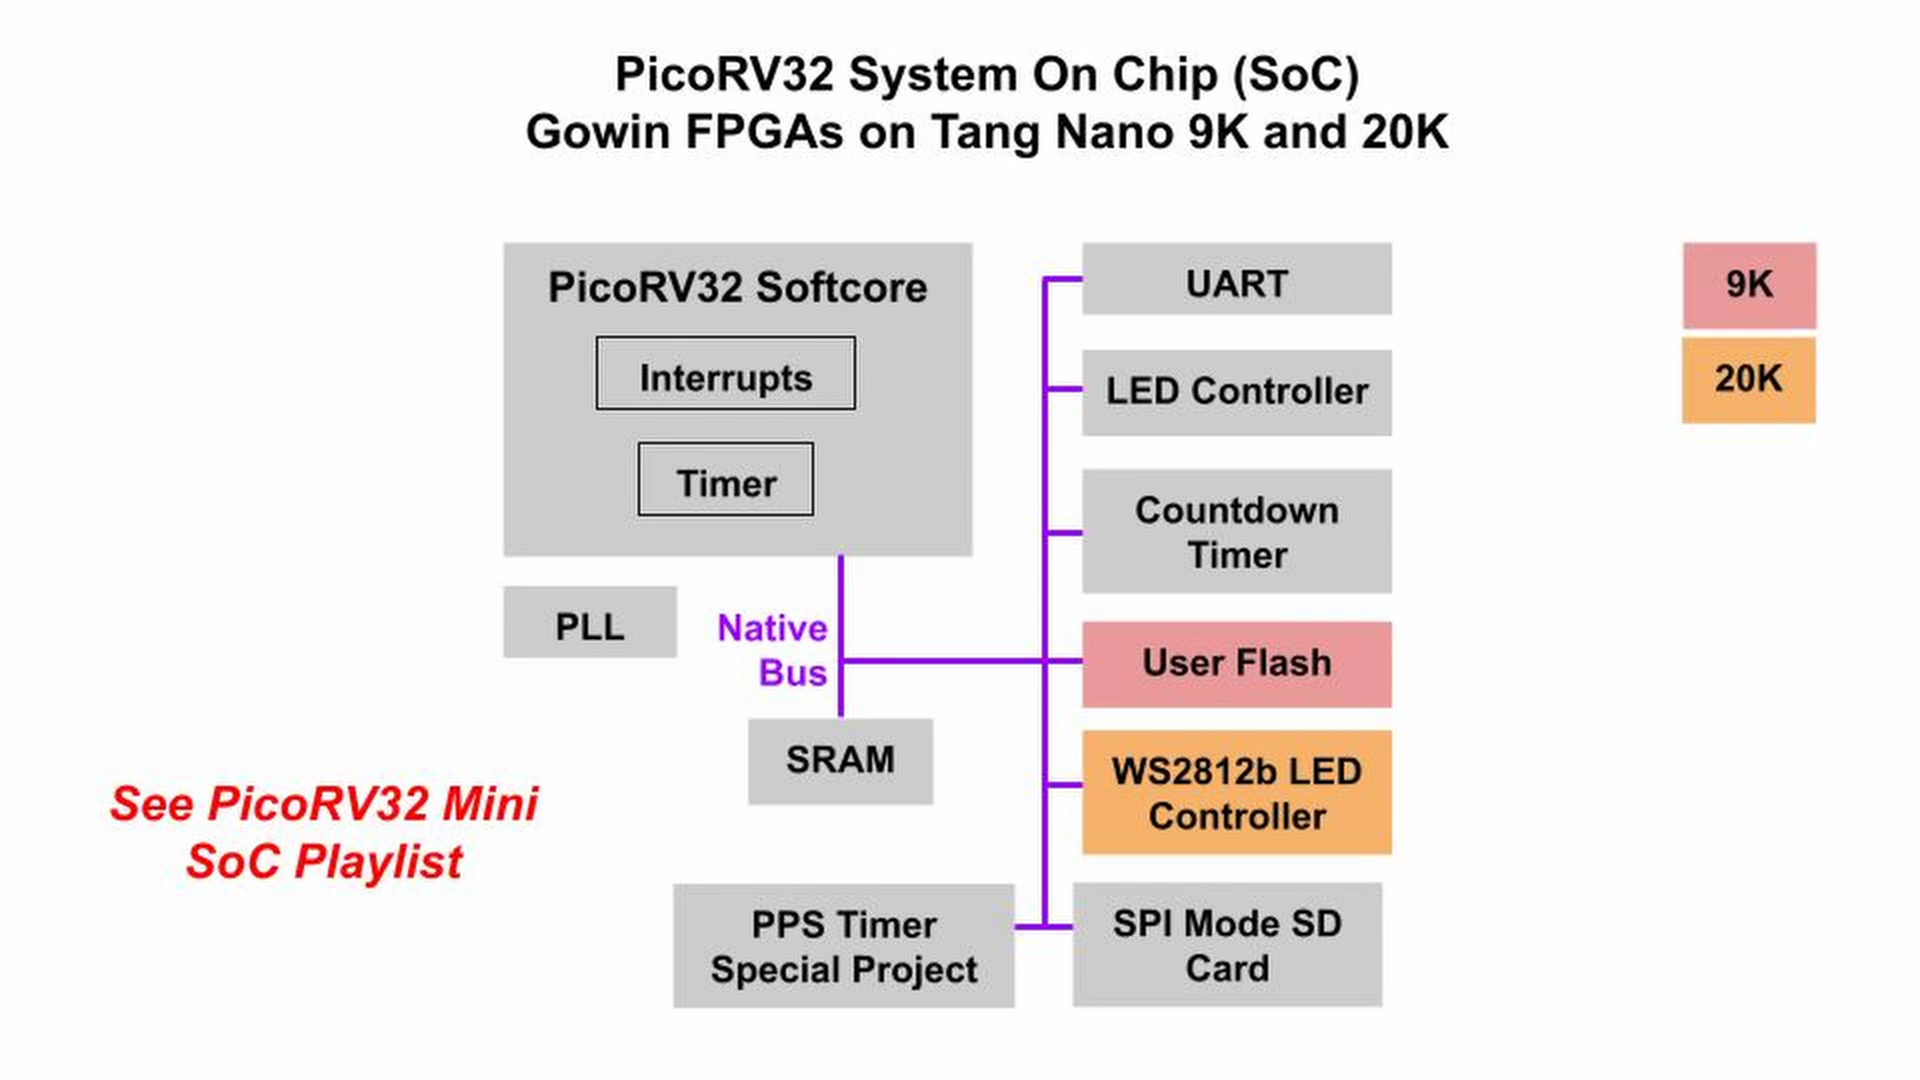 PicoRV32 System On Chip (SoC)
Gowin FPGAs on Tang Nano 9K and 20K
PicoRV32 Softcore
Interrupts
Timer
PLL
Native
Bus
SRAM
See PicoRV32 Mini
SoC Playlist
PPS Timer
Special Project
UART
LED Controller
Countdown
Timer
User Flash
WS2812b LED
Controller
SPI Mode SD
Card
9K
20K